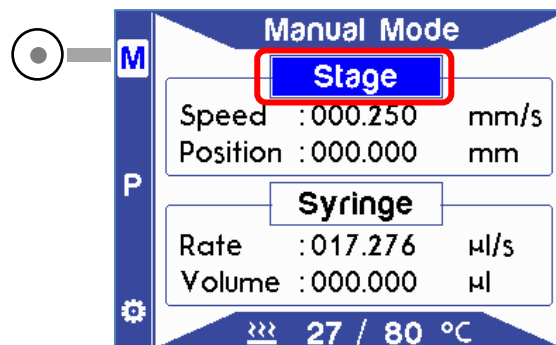 Manual Mode
M
Stage
Speed :000.250 mm/s
Position :000.000 mm
P
Syringe
Rate :017.276 µl/s
Volume :000.000 µl
27 / 80 °C